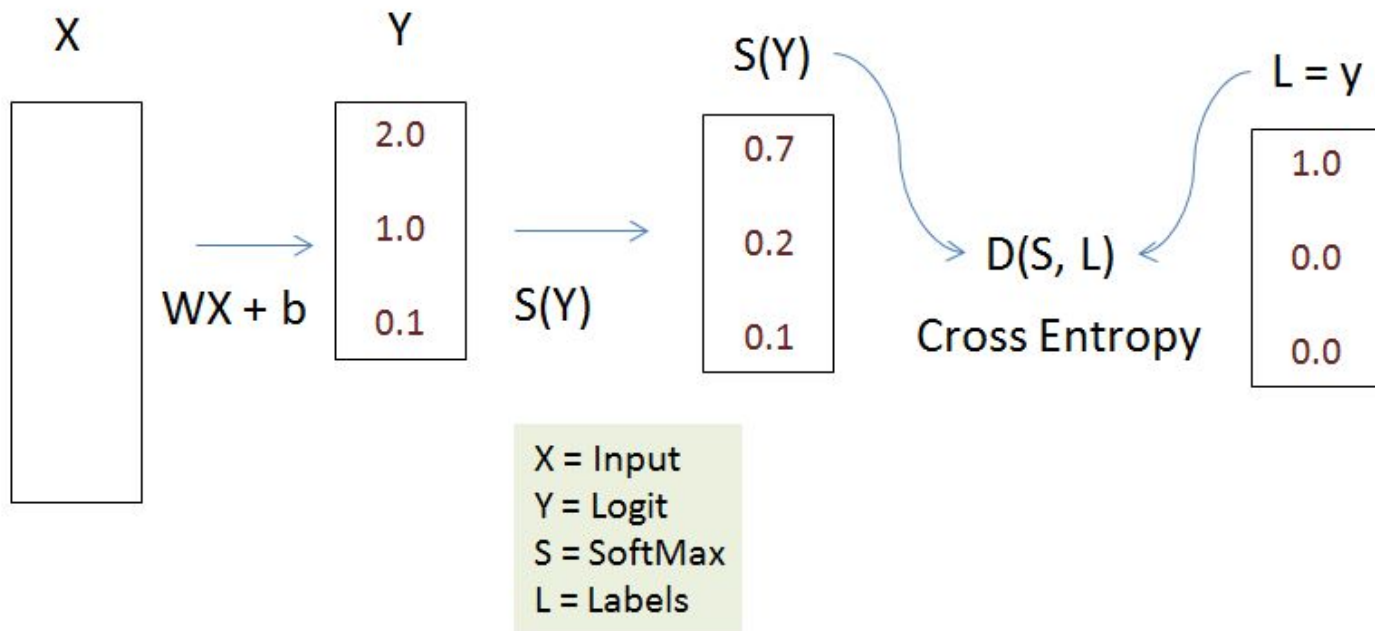 X
Y
S(Y)
L = y
2.0
1.0
0.1
WX + b
S(Y)
0.7
0.2
0.1
D(S, L)
Cross Entropy
1.0
0.0
0.0
X = Input
Y = Logit
S = SoftMax
L = Labels